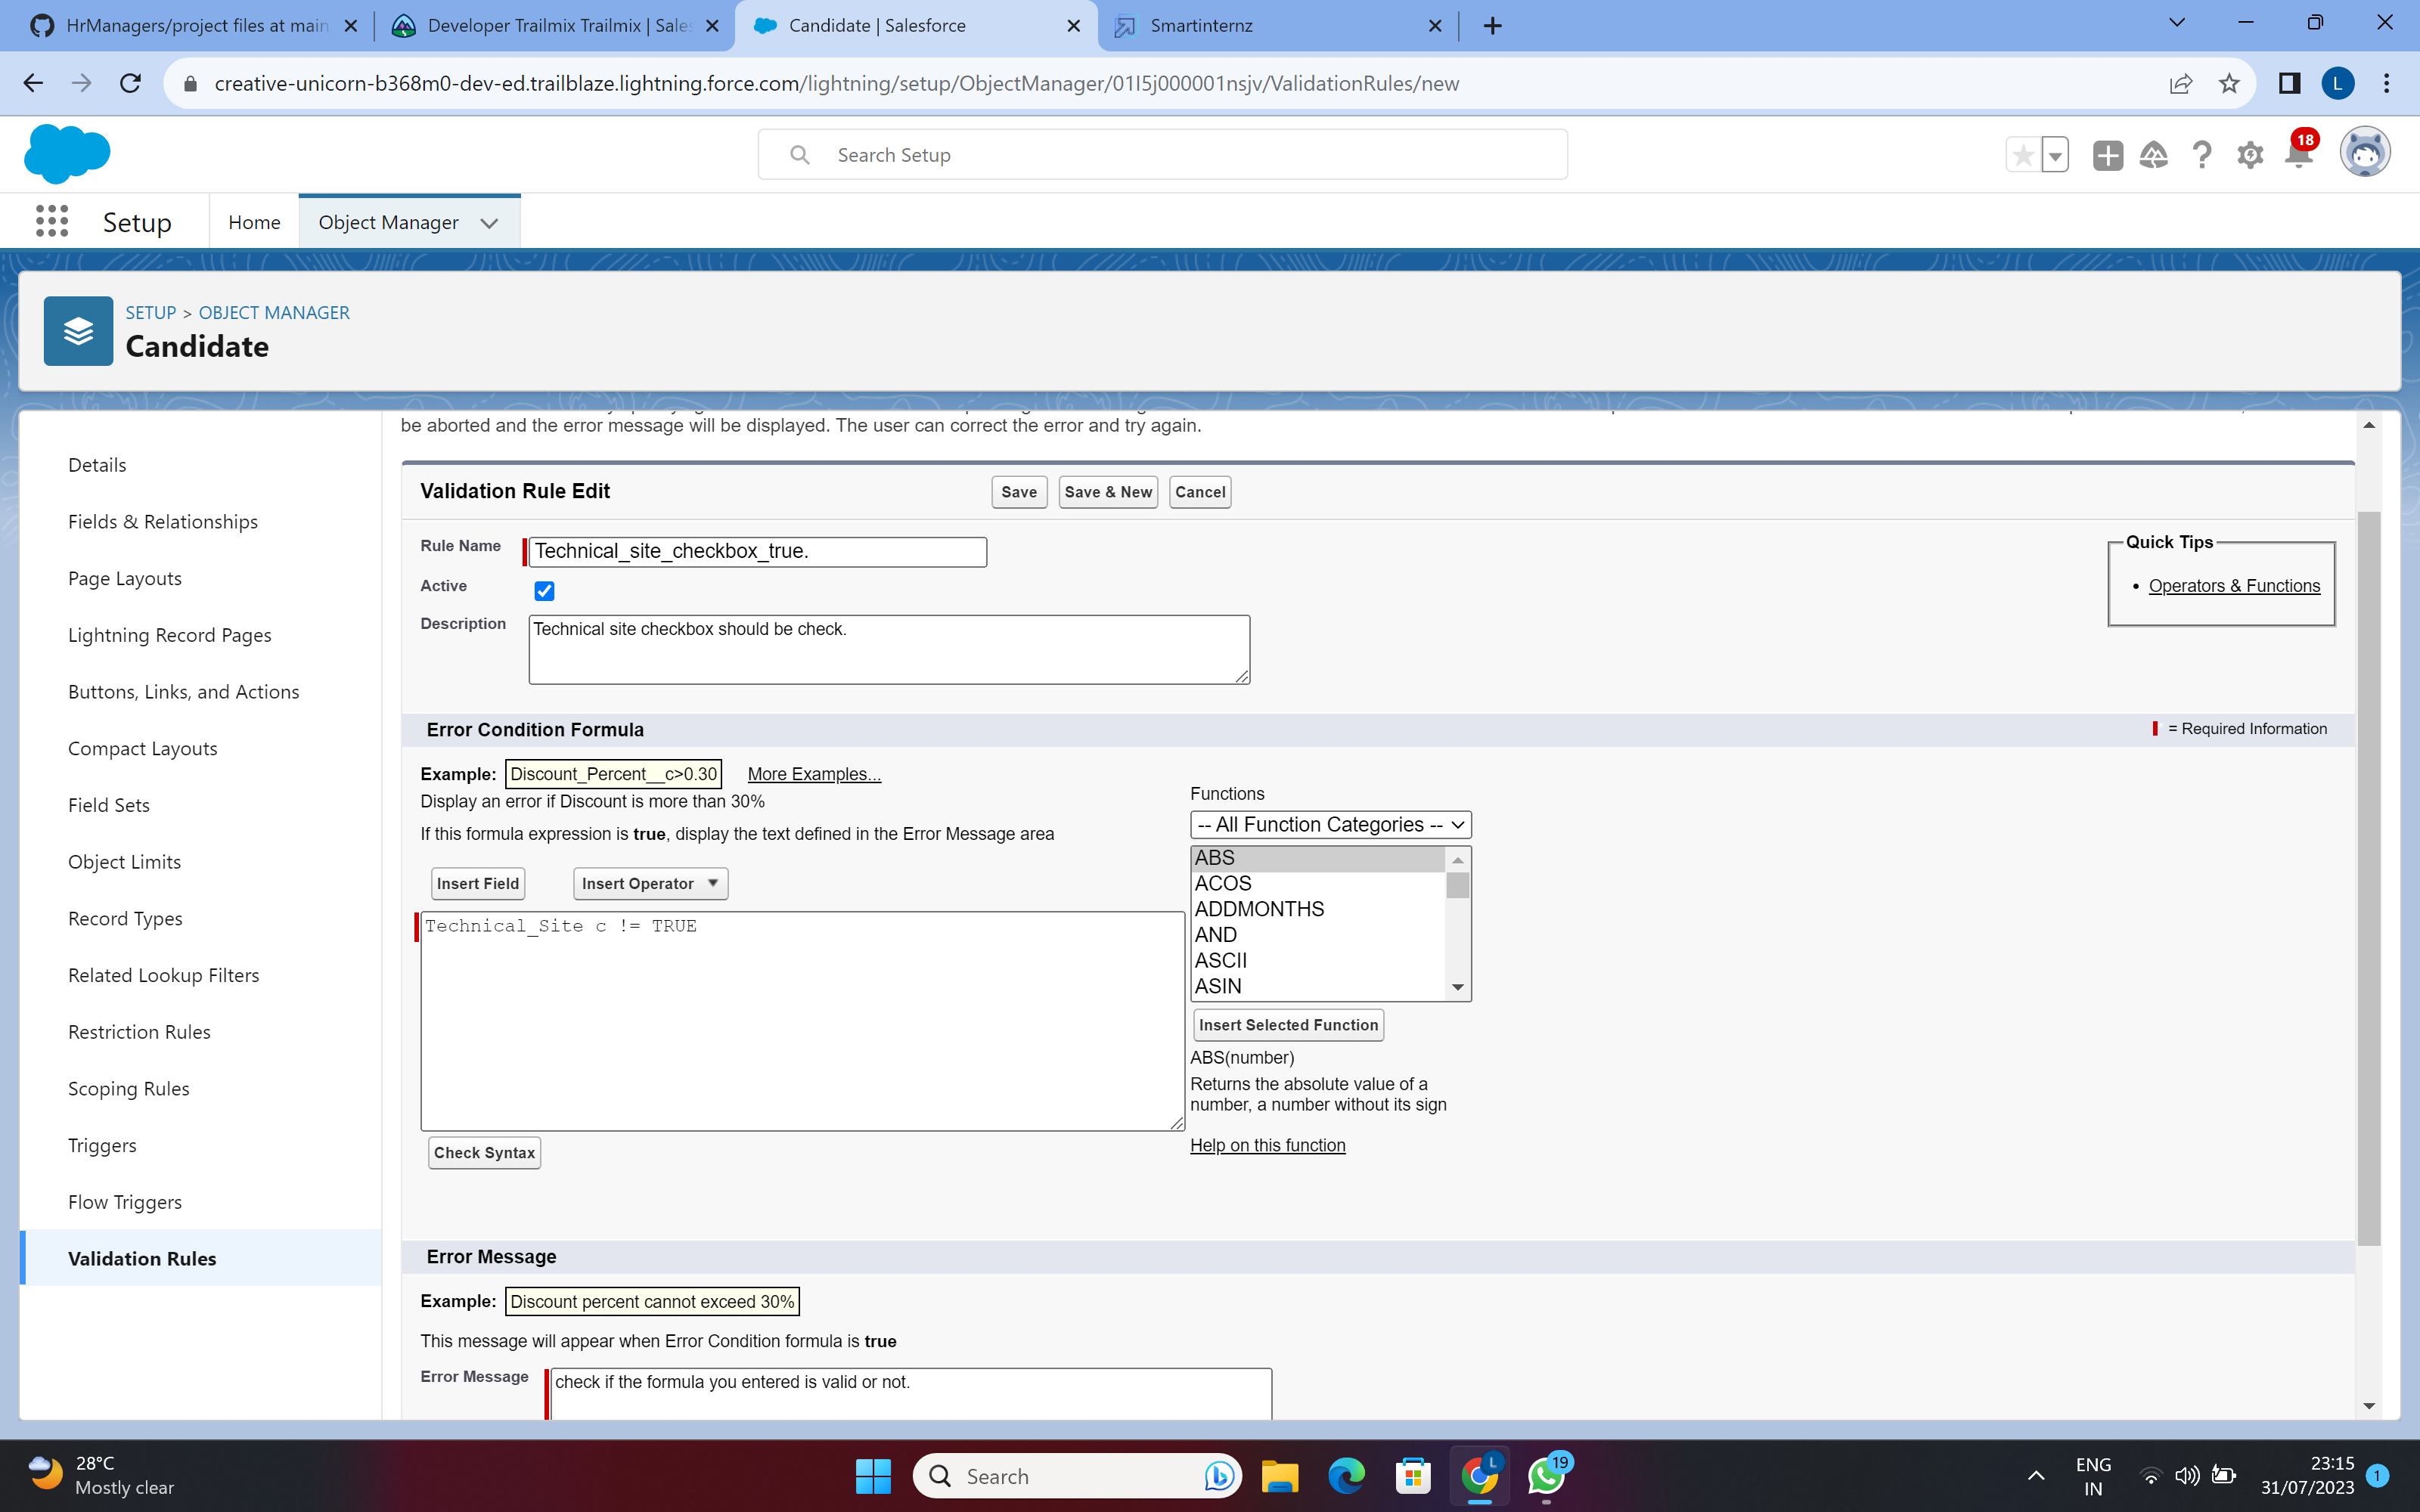 HrManagers/project files at main
Developer Trailmix Trailmix | Sales
Candidate | Salesforce
Smartinternz
creative-unicorn-b368m0-dev-ed.trailblaze.lightning.force.com/lightning/setup/ObjectManager/01I5j000001nsjv/ValidationRules/new
L
Search Setup
18
Setup
Home
Object Manager
SETUP > OBJECT MANAGER
Candidate
be aborted and the error message will be displayed. The user can correct the error and try again.
Details
Fields & Relationships
Page Layouts
Lightning Record Pages
Buttons, Links, and Actions
Compact Layouts
Field Sets
Object Limits
Record Types
Related Lookup Filters
Restriction Rules
Scoping Rules
Triggers
Flow Triggers
Validation Rules
Validation Rule Edit
Save
Save & New
Cancel
Rule Name
Technical_site_checkbox_true.
Active
Description
Technical site checkbox should be check.
Quick Tips
• Operators & Functions
Error Condition Formula
= Required Information
Example: Discount_Percent__c>0.30 More Examples...
Display an error if Discount is more than 30%
If this formula expression is true, display the text defined in the Error Message area
Insert Field
Insert Operator
Technical_Site c != TRUE
Check Syntax
Functions
-- All Function Categories --
ABS
ACOS
ADDMONTHS
AND
ASCII
ASIN
Insert Selected Function
ABS(number)
Returns the absolute value of a
number, a number without its sign
Help on this function
Error Message
Example: Discount percent cannot exceed 30%
This message will appear when Error Condition formula is true
Error Message
check if the formula you entered is valid or not.
28°C
Mostly clear
Search
L
19
ENG
IN
23:15
31/07/2023
1